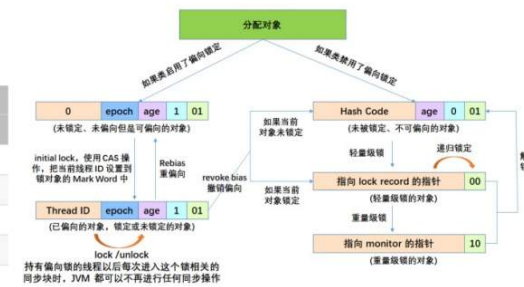 分配对象
如果类启用了偏向锁定
如果类禁用了偏向锁定
0 epoch age 1 01
(未锁定、未偏向但是可偏向的对象)
Hash Code age 0 01
(未被锁定、不可偏向的对象)
如果当前
对象未锁定
initial lock，使用 CAS 操
作，把当前线程 ID 设置到
锁对象的 Mark Word 中
Rebias
重偏向
revoke bias
撤销偏向
轻量级锁
递归锁定
如果当前
对象锁定
指向 lock record 的指针 00
(轻量级锁的对象)
Thread ID epoch age 1 01
(已偏向的对象，锁定或未锁定的对象)
重量级锁
lock /unlock
持有偏向锁的线程以后每次进入这个锁相关的
同步块时，JVM 都可以不再进行任何同步操作
指向 monitor 的指针 10
(重量级锁的对象)